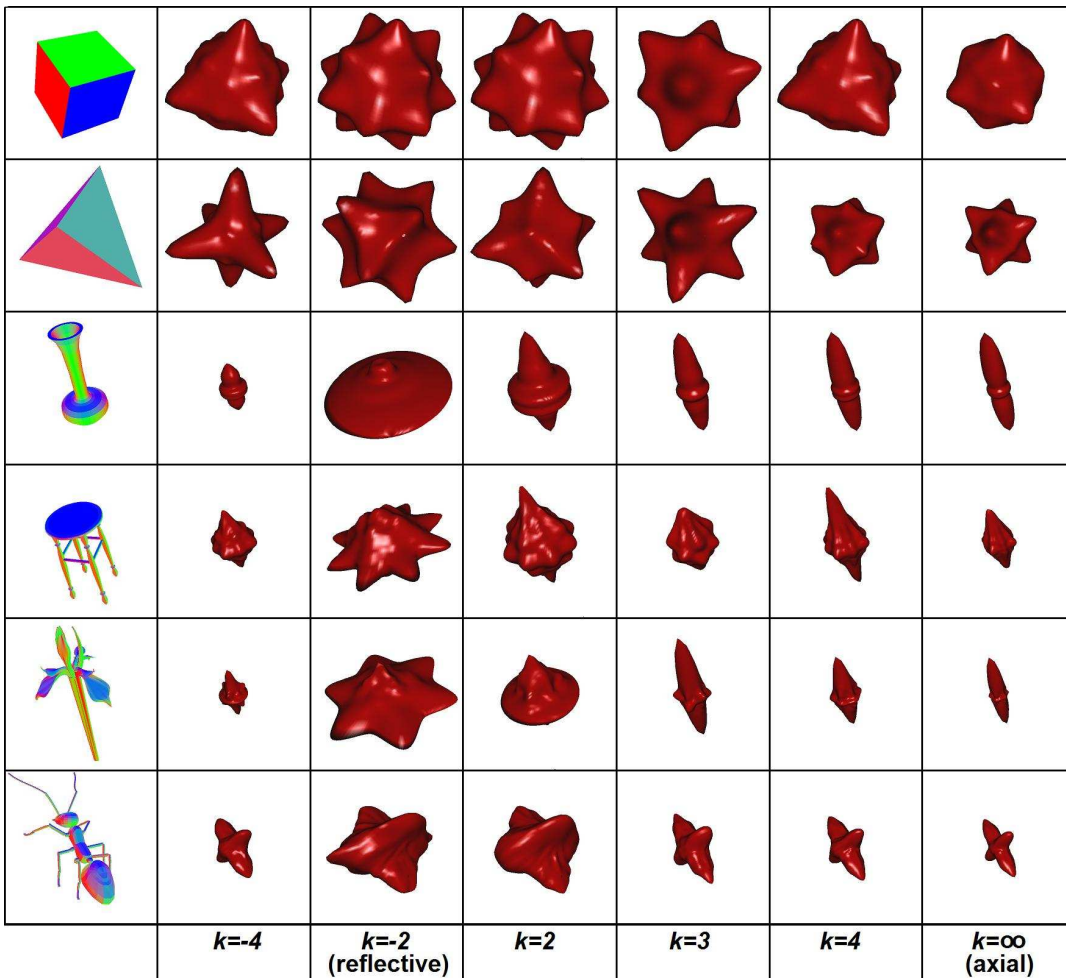 k=-4
k=-2
(reflective)
k=2
k=3
k=4
k=∞
(axial)